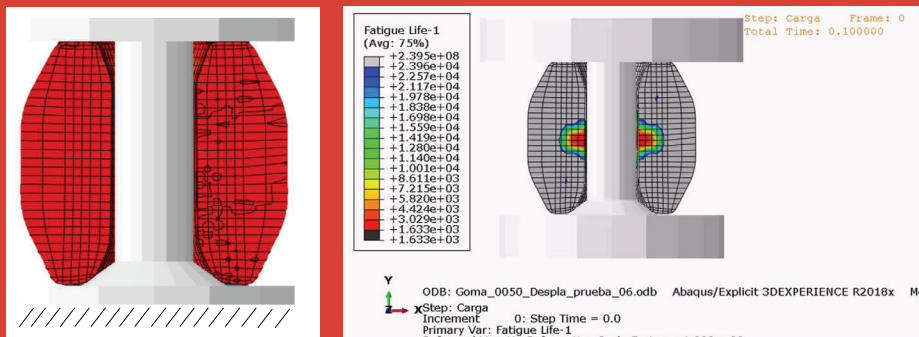 Step: Carga Frame: 0
Total Time: 0.100000
Fatigue Life-1
(Avg: 75%)
+2.395e+08
+2.396e+04
+2.257e+04
+2.117e+04
+1.978e+04
+1.838e+04
+1.698e+04
+1.559e+04
+1.419e+04
+1.280e+04
+1.140e+04
+1.001e+04
+8.611e+03
+7.215e+03
+5.820e+03
+4.424e+03
+3.029e+03
+1.633e+03
+1.633e+03
Y
Z X
ODB: Goma_0050_Despla_prueba_06.odb Abaqus/Explicit 3DEXPERIENCE R2018x
Step: Carga
Increment 0: Step Time = 0.0
Primary Var: Fatigue Life-1